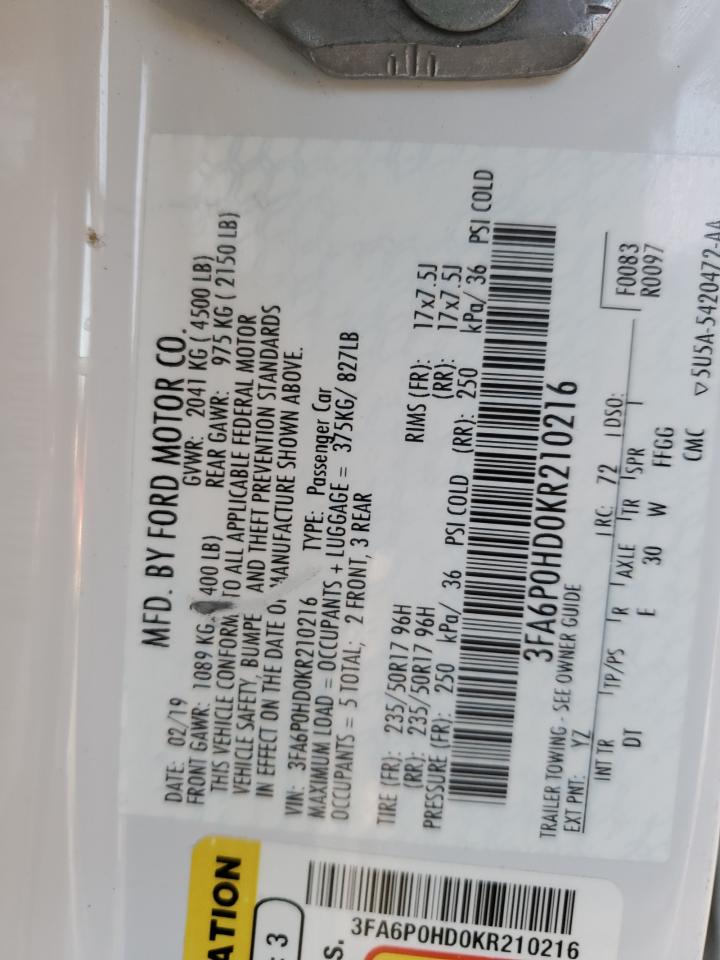 MFD. BY FORD MOTOR CO.
DATE: 02/19 GVWR: 2041 KG ( 4500 LB)
FRONT GAWR: 1089 KG 400 LB) REAR GAWR: 975 KG ( 2150 LB)
THIS VEHICLE CONFORM TO ALL APPLICABLE FEDERAL MOTOR
VEHICLE SAFETY, BUMPE AND THEFT PREVENTION STANDARDS
IN EFFECT ON THE DATE O MANUFACTURE SHOWN ABOVE.
VIN: 3FA6P0HD0KR210216 TYPE: Passenger Car
MAXIMUM LOAD = OCCUPANTS + LUGGAGE = 375KG/ 827LB
OCCUPANTS = 5 TOTAL; 2 FRONT, 3 REAR
TIRE (FR): 235/50R17 96H RIMS (FR): 17x7.5J
(RR): 235/50R17 96H (RR): 17x7.5J
PRESSURE (FR): 250 kPa/ 36 PSI COLD (RR): 250 kPa/ 36 PSI COLD
3FA6P0HD0KR210216
TRAILER TOWING - SEE OWNER GUIDE
EXT PNT: YZ RC: 72 DSO: F0083
R0097
INT TR TP/PS R AXLE TR SPR
DT E 30 W FFGG
CMC ▽5U5A-5420472-AA
ATION
: 3
S.
3FA6P0HD0KR210216